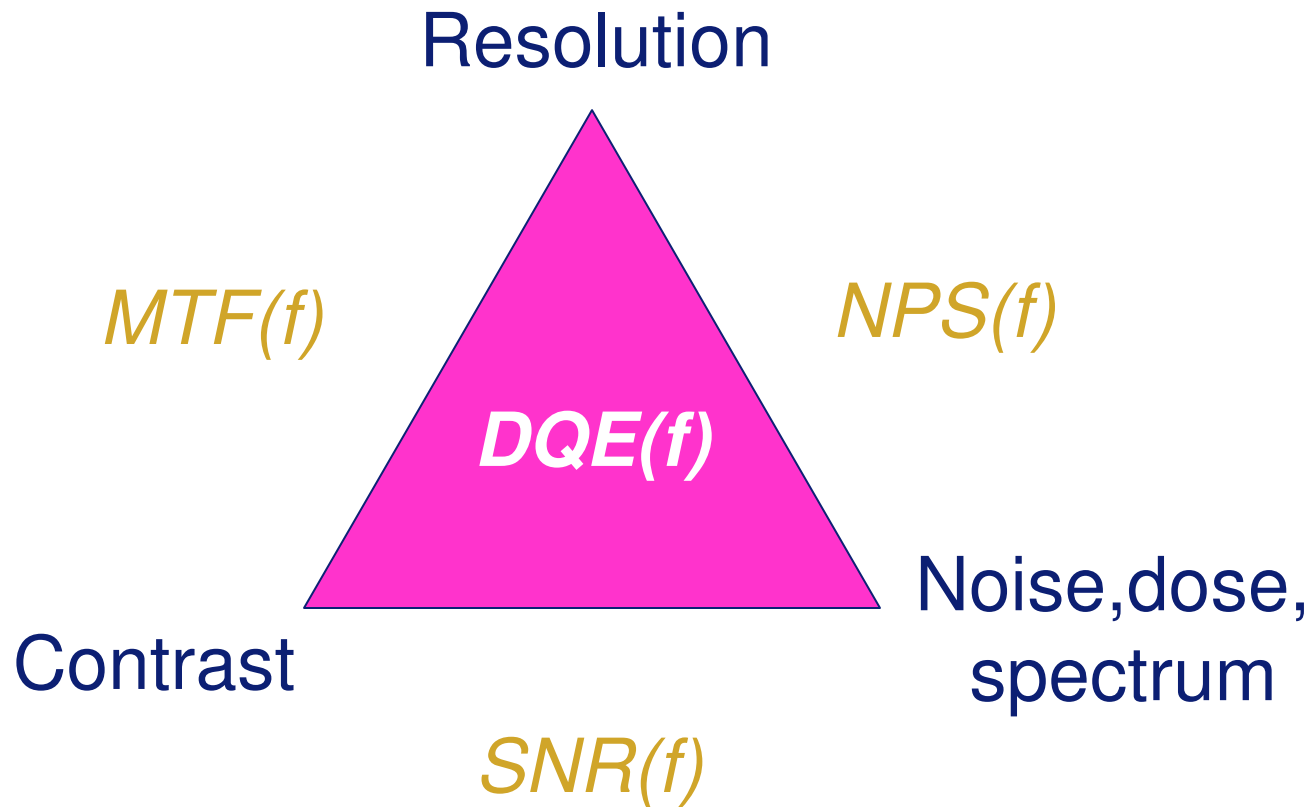 Resolution
MTF(f)
NPS(f)
DQE(f)
Contrast
Noise,dose,
spectrum
SNR(f)